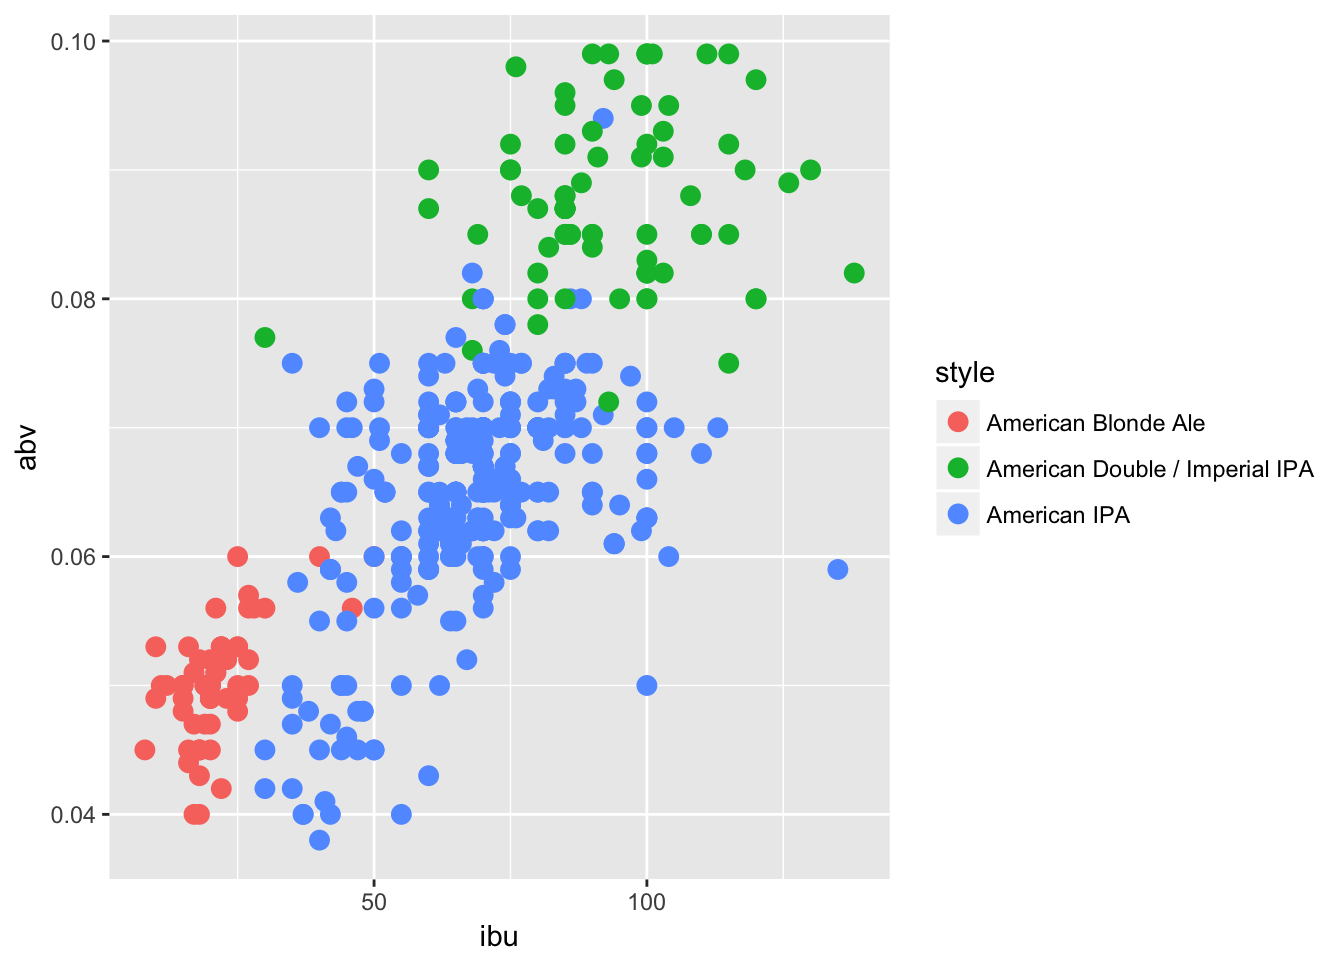 0.10
0.08
0.06
0.04
abv
50
100
ibu
style
American Blonde Ale
American Double / Imperial IPA
American IPA